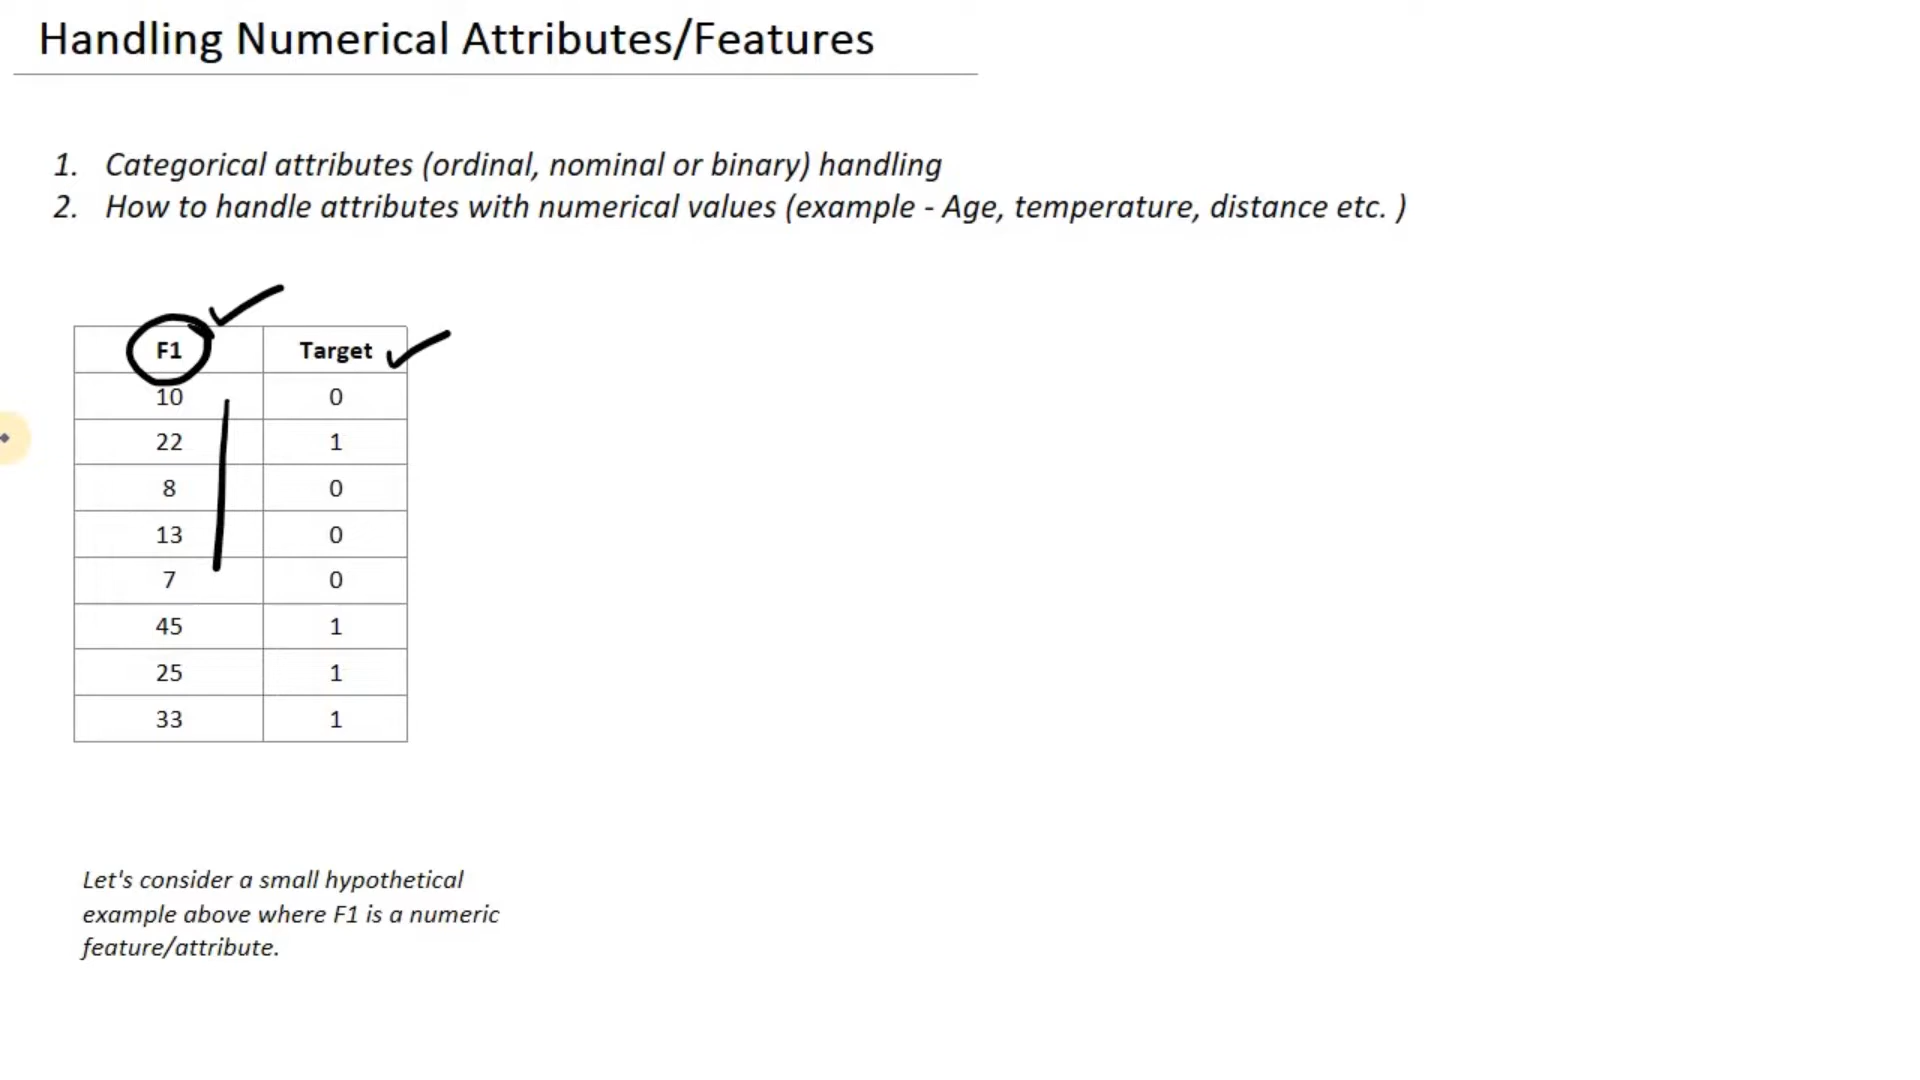 Handling Numerical Attributes/Features
1. Categorical attributes (ordinal, nominal or binary) handling
2. How to handle attributes with numerical values (example - Age, temperature, distance etc. )
F1 Target
10 0
22 1
8 0
13 0
7 0
45 1
25 1
33 1
Let's consider a small hypothetical
example above where F1 is a numeric
feature/attribute.